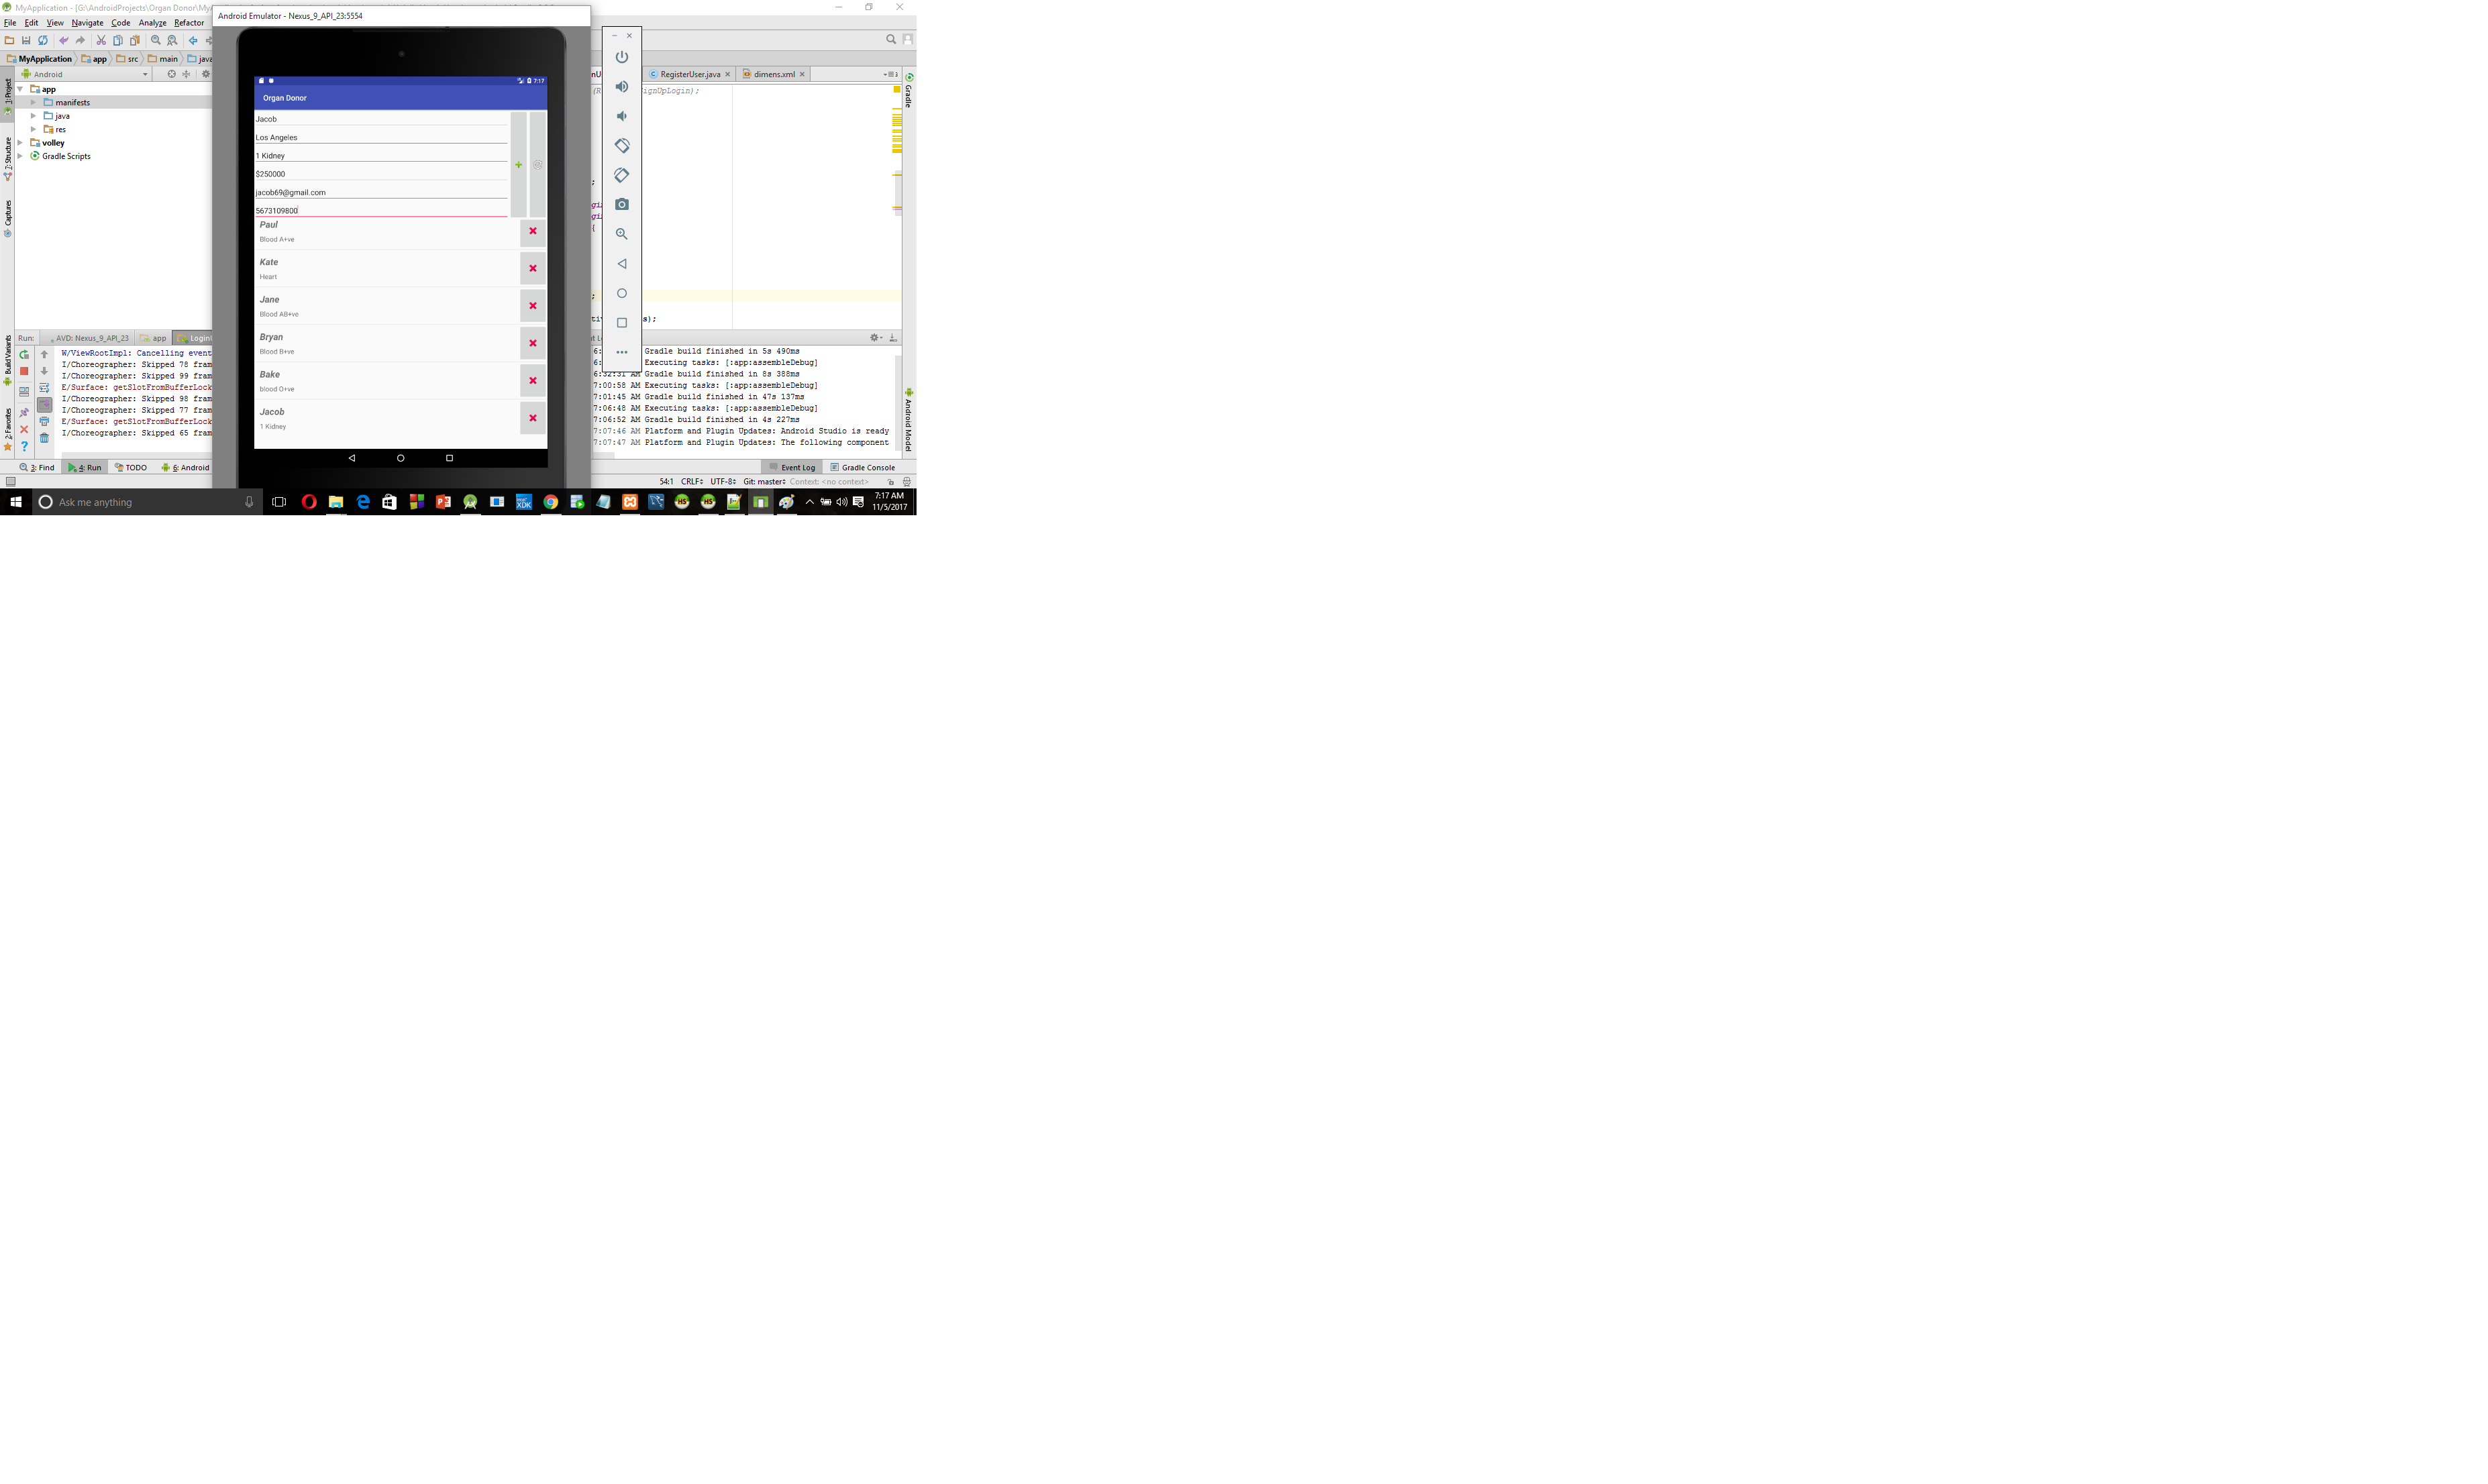 MyApplication - [G:\AndroidProjects\Organ Donor\My
Android Emulator - Nexus_9_API_23:5554
File Edit View Navigate Code Analyze Refactor
MyApplication app src main java
Android
RegisterUser.java dimens.xml
1: Project
app
manifests
java
res
volley
Gradle Scripts
7: Structure
Captures
Build Variants
2: Favorites
7:17
Organ Donor
Jacob
Los Angeles
1 Kidney
$250000
jacob69@gmail.com
5673109800
Paul
Blood A+ve
Kate
Heart
Jane
Blood AB+ve
Bryan
Blood B+ve
Bake
blood O+ve
Jacob
1 Kidney
ignUpLogin);
Gradle
Android Model
Run: AVD: Nexus_9_API_23 app Login
W/ViewRootImpl: Cancelling event
I/Choreographer: Skipped 78 fram
I/Choreographer: Skipped 99 fram
E/Surface: getSlotFromBufferLock
I/Choreographer: Skipped 98 fram
I/Choreographer: Skipped 77 fram
E/Surface: getSlotFromBufferLock
I/Choreographer: Skipped 65 fram
Gradle build finished in 5s 490ms
Executing tasks: [:app:assembleDebug]
6:32:31 AM Gradle build finished in 8s 388ms
7:00:58 AM Executing tasks: [:app:assembleDebug]
7:01:45 AM Gradle build finished in 47s 137ms
7:06:48 AM Executing tasks: [:app:assembleDebug]
7:06:52 AM Gradle build finished in 4s 227ms
7:07:46 AM Platform and Plugin Updates: Android Studio is ready
7:07:47 AM Platform and Plugin Updates: The following component
3: Find 4: Run TODO 6: Android
Event Log Gradle Console
54:1 CRLF UTF-8 Git: master Context: <no context>
Ask me anything
XDK
HS
HS
7:17 AM
11/5/2017